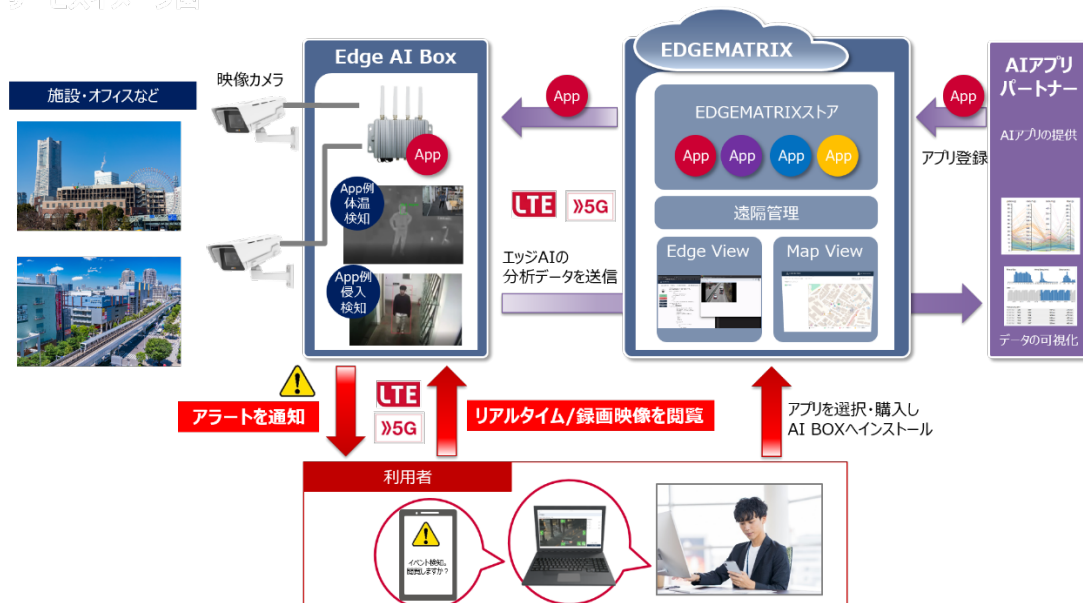 施設・オフィスなど
映像カメラ
Edge AI Box
App
App例
体温
検知
App例
侵入
検知
App
LTE
5G
エッジAIの
分析データを送信
EDGEMATRIX
EDGEMATRIXストア
App
App
App
App
遠隔管理
Edge View
Map View
App
アプリ登録
AIアプリ
パートナー
AIアプリの提供
データの可視化
アラートを通知
LTE
5G
リアルタイム/録画映像を閲覧
アプリを選択・購入し
AI BOXへインストール
利用者
イベント検知。
閲覧しますか?